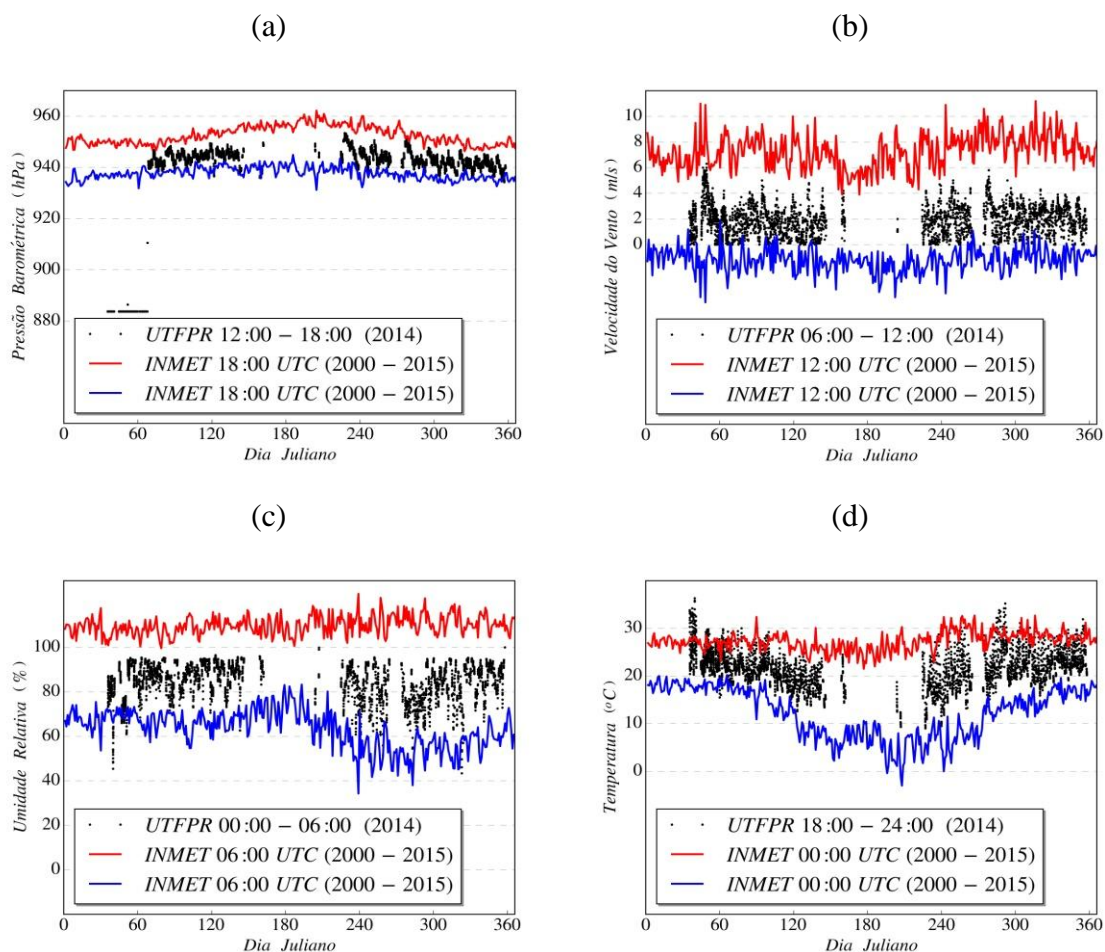 (a)
960
940
920
900
880
Pressão Barométrica (hPa)
UTFPR 12:00 − 18:00 (2014)
INMET 18:00 UTC (2000 − 2015)
INMET 18:00 UTC (2000 − 2015)
0 60 120 180 240 300 360
Dia Juliano
(b)
10
8
6
4
2
0
Velocidade do Vento (m/s)
UTFPR 06:00 − 12:00 (2014)
INMET 12:00 UTC (2000 − 2015)
INMET 12:00 UTC (2000 − 2015)
0 60 120 180 240 300 360
Dia Juliano
(c)
100
80
60
40
20
0
Umidade Relativa (%)
UTFPR 00:00 − 06:00 (2014)
INMET 06:00 UTC (2000 − 2015)
INMET 06:00 UTC (2000 − 2015)
0 60 120 180 240 300 360
Dia Juliano
(d)
30
20
10
0
Temperatura (oC)
UTFPR 18:00 − 24:00 (2014)
INMET 00:00 UTC (2000 − 2015)
INMET 00:00 UTC (2000 − 2015)
0 60 120 180 240 300 360
Dia Juliano